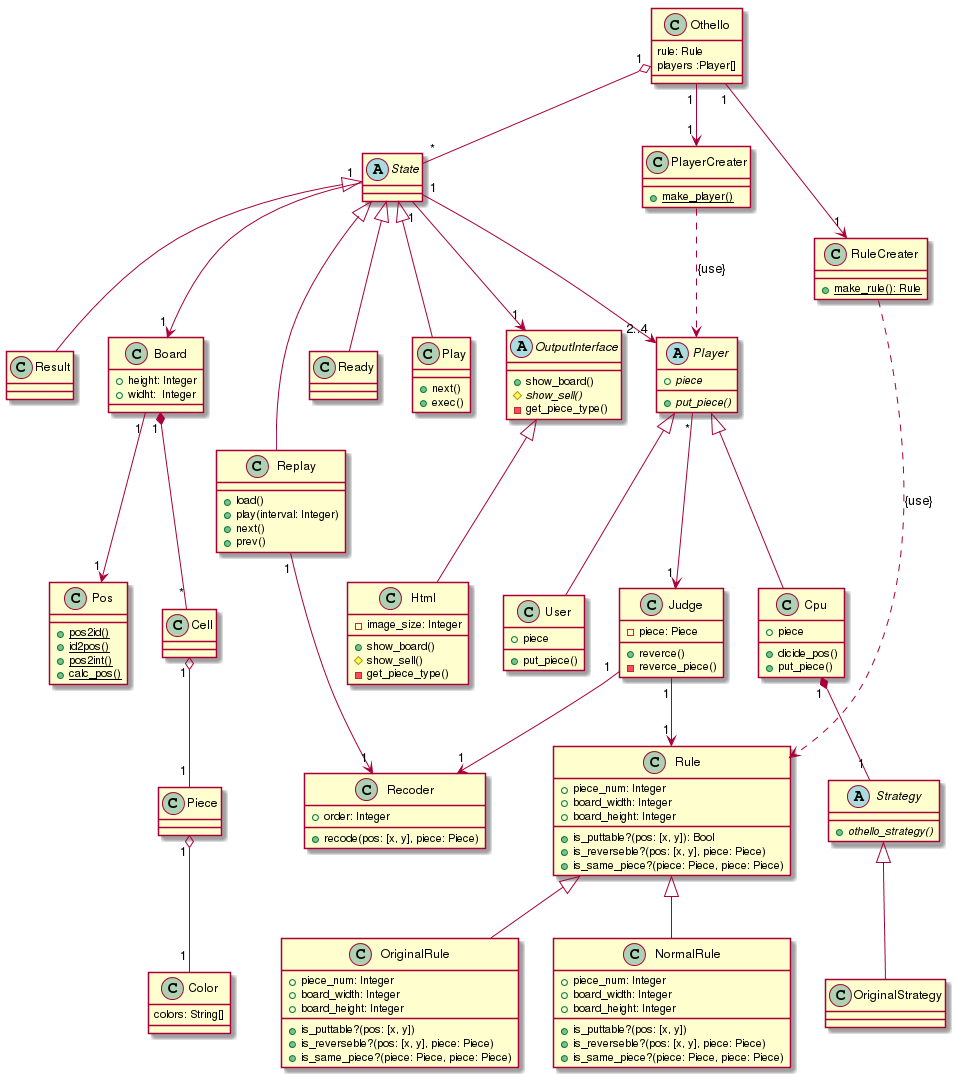 C Othello
rule: Rule
players :Player[]
1
1
1
1
*
A State
1
1
1
1
C PlayerCreater
make_player()
1
C RuleCreater
make_rule(): Rule
{use}
1
1
2..4
C Result
C Board
height: Integer
widht: Integer
C Ready
C Play
next()
exec()
A OutputInterface
show_board()
show_sell()
get_piece_type()
A Player
piece
put_piece()
1
1
*
C Replay
load()
play(interval: Integer)
next()
prev()
{use}
1
1
*
1
C Pos
pos2id()
id2pos()
pos2int()
calc_pos()
C Cell
C Html
image_size: Integer
show_board()
show_sell()
get_piece_type()
C User
piece
put_piece()
C Judge
piece: Piece
reverce()
reverce_piece()
C Cpu
piece
dicide_pos()
put_piece()
1
1
1
1
1
1
1
1
1
C Piece
C Recoder
order: Integer
recode(pos: [x, y], piece: Piece)
C Rule
piece_num: Integer
board_width: Integer
board_height: Integer
is_puttable?(pos: [x, y]): Bool
is_reverseble?(pos: [x, y], piece: Piece)
is_same_piece?(piece: Piece, piece: Piece)
A Strategy
othello_strategy()
1
1
C Color
colors: String[]
C OriginalRule
piece_num: Integer
board_width: Integer
board_height: Integer
is_puttable?(pos: [x, y])
is_reverseble?(pos: [x, y], piece: Piece)
is_same_piece?(piece: Piece, piece: Piece)
C NormalRule
piece_num: Integer
board_width: Integer
board_height: Integer
is_puttable?(pos: [x, y])
is_reverseble?(pos: [x, y], piece: Piece)
is_same_piece?(piece: Piece, piece: Piece)
C OriginalStrategy